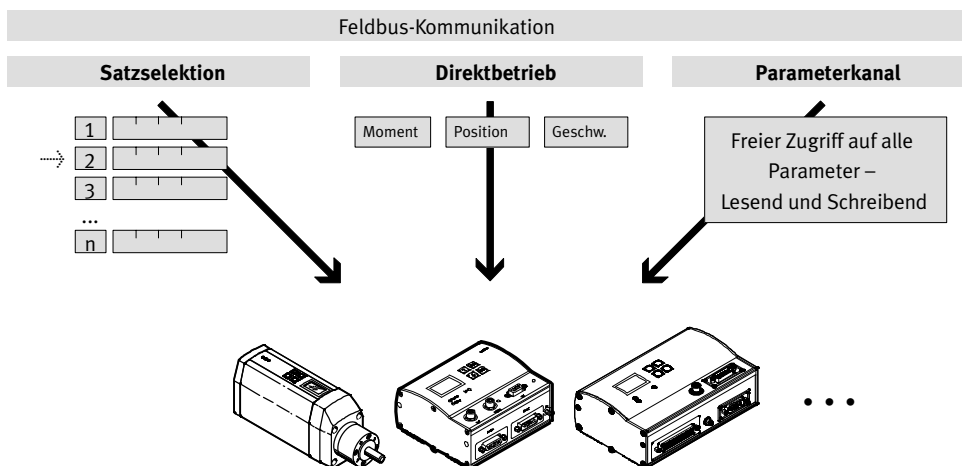 Feldbus-Kommunikation
Satzselektion
Direktbetrieb
Parameterkanal
1
2
3
...
n
Moment
Position
Geschw.
Freier Zugriff auf alle
Parameter –
Lesend und Schreibend
• • •